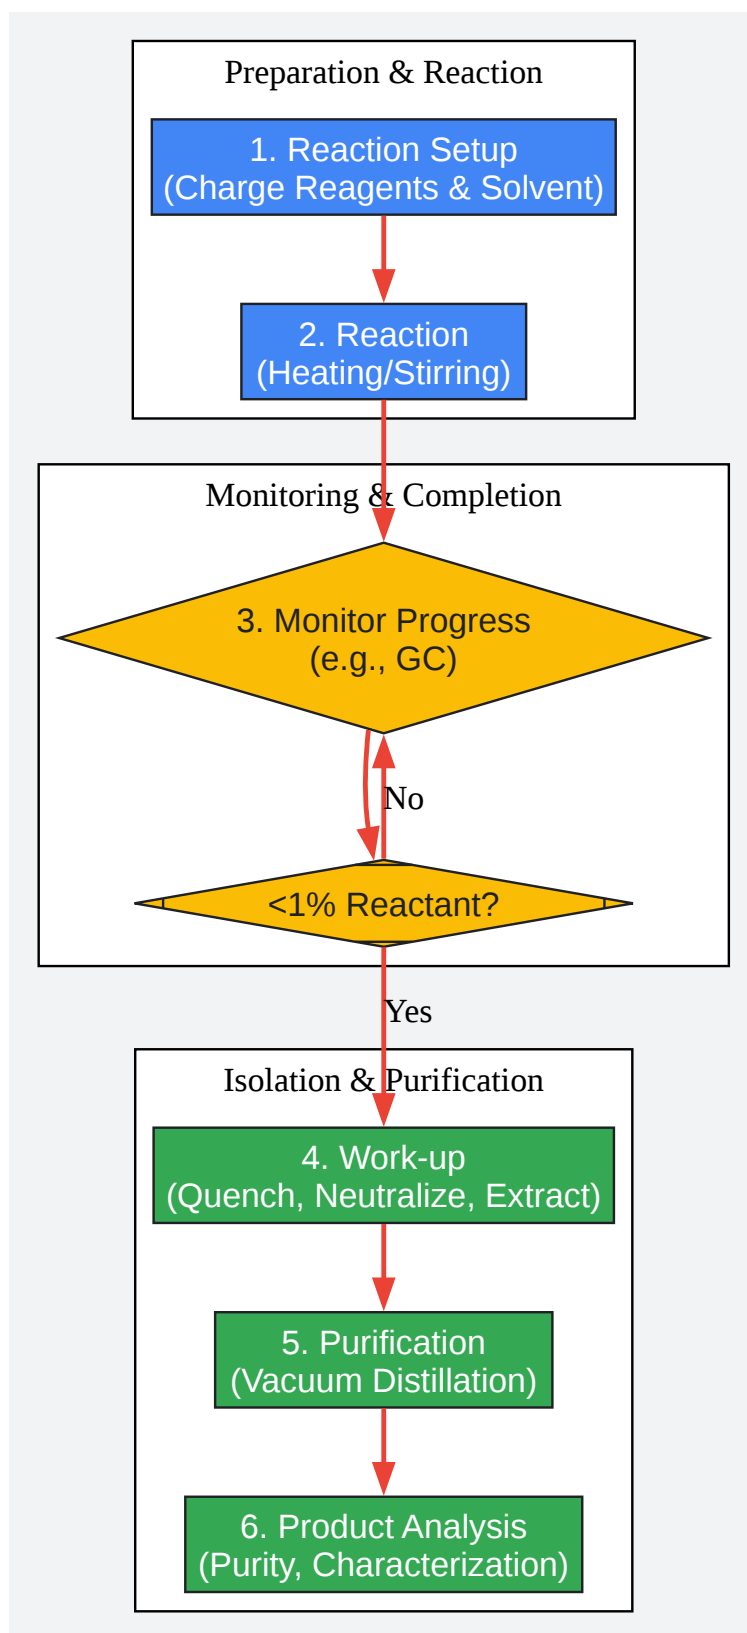 Preparation & Reaction
1. Reaction Setup
(Charge Reagents & Solvent)
2. Reaction
(Heating/Stirring)
Monitoring & Completion
3. Monitor Progress
(e.g., GC)
No
<1% Reactant?
Yes
Isolation & Purification
4. Work-up
(Quench, Neutralize, Extract)
5. Purification
(Vacuum Distillation)
6. Product Analysis
(Purity, Characterization)